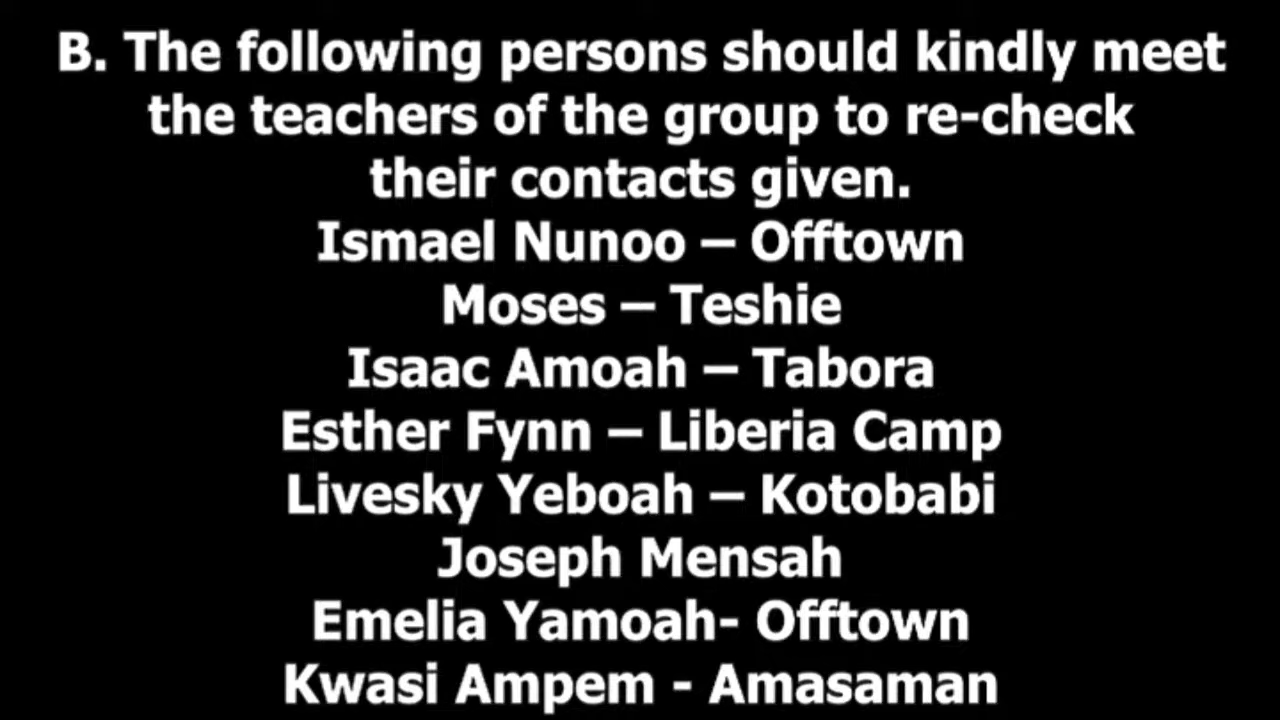 B. The following persons should kindly meet
the teachers of the group to re-check
their contacts given.
Ismael Nunoo – Offtown
Moses – Teshie
Isaac Amoah – Tabora
Esther Fynn – Liberia Camp
Livesky Yeboah – Kotobabi
Joseph Mensah
Emelia Yamoah- Offtown
Kwasi Ampem - Amasaman